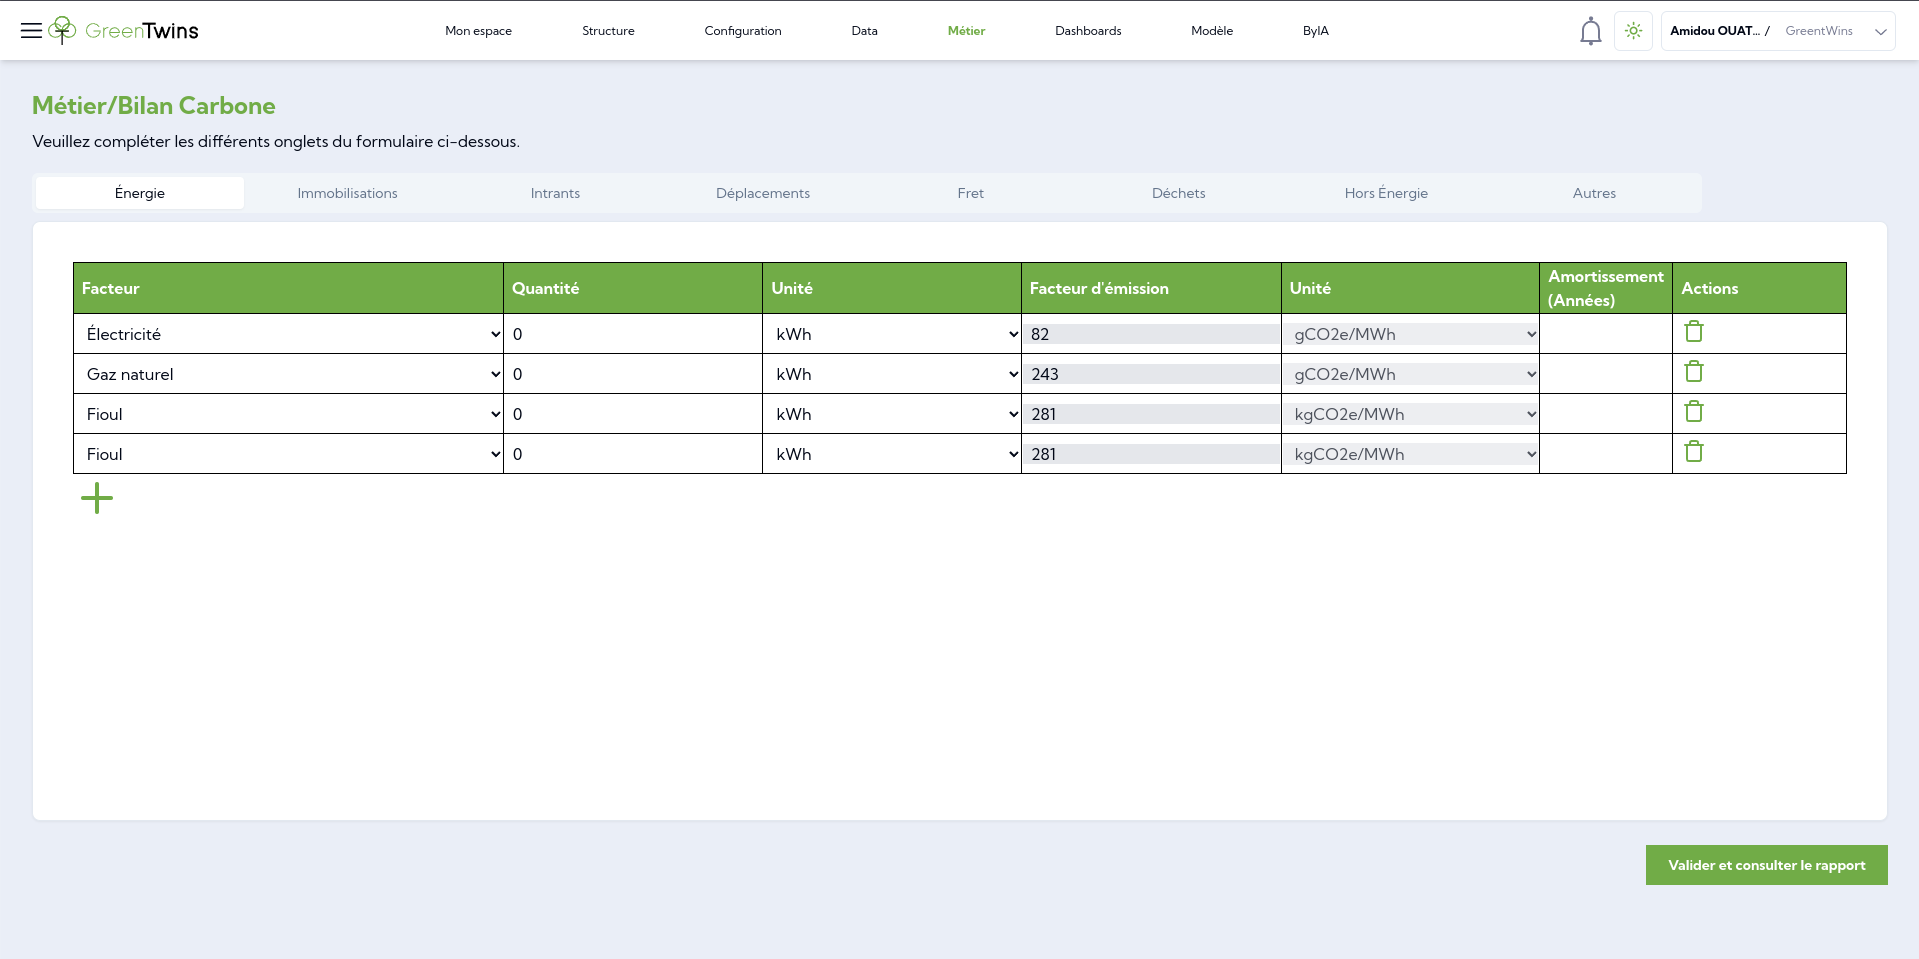 GreenTwins Mon espace Structure Configuration Data Métier Dashboards Modèle ByIA Amidou OUAT... / GreentWins
Métier/Bilan Carbone
Veuillez compléter les différents onglets du formulaire ci-dessous.
Énergie Immobilisations Intrants Déplacements Fret Déchets Hors Énergie Autres
Facteur Quantité Unité Facteur d'émission Unité Amortissement (Années) Actions
Électricité 0 kWh 82 gCO2e/MWh
Gaz naturel 0 kWh 243 gCO2e/MWh
Fioul 0 kWh 281 kgCO2e/MWh
Fioul 0 kWh 281 kgCO2e/MWh
Valider et consulter le rapport